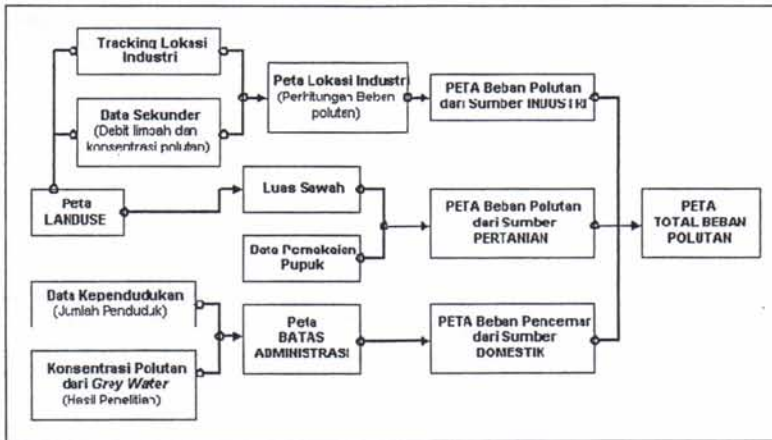 Tracking Lokasi
Industri
Data Sekunder
(Debit limbah dan
konsentrasi polutan)
Peta Lokasi Industri
(Perhitungan Beban
poluten)
PETA Beban Polutan
dari Sumber INDUSTRI
Peta
LANDUSE
Luas Sawah
Data Pemakaian
Pupuk
PETA Beban Polutan
dari Sumber
PERTANIAN
PETA
TOTAL BEBAN
POLUTAN
Data Kependudukan
(Jumlah Penduduk)
Konsentrasi Polutan
dari Grey Water
(Hasil Penelitian)
Peta
BATAS
ADMINISTRASI
PETA Beban Pencemar
dari Sumber
DOMESTIK